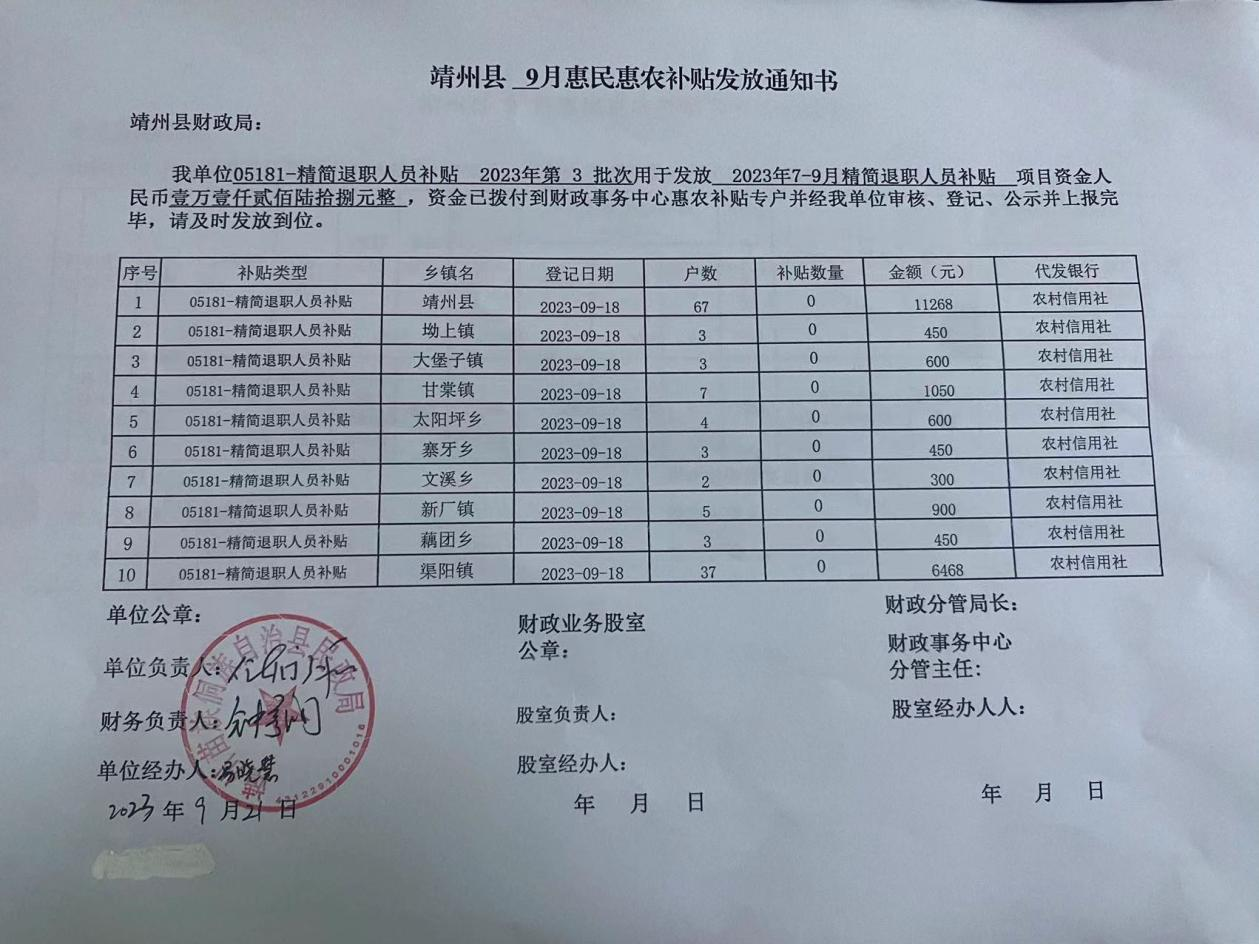 靖州县 9月惠民惠农补贴发放通知书
靖州县财政局：
我单位05181-精简退职人员补贴 2023年第 3 批次用于发放 2023年7-9月精简退职人员补贴 项目资金人
民币壹万壹仟贰佰陆拾捌元整，资金已拨付到财政事务中心惠农补贴专户并经我单位审核、登记、公示并上报完
毕，请及时发放到位。
序号 补贴类型 乡镇名 登记日期 户数 补贴数量 金额（元） 代发银行
1 05181-精简退职人员补贴 靖州县 2023-09-18 67 0 11268 农村信用社
2 05181-精简退职人员补贴 坳上镇 2023-09-18 3 0 450 农村信用社
3 05181-精简退职人员补贴 大堡子镇 2023-09-18 3 0 600 农村信用社
4 05181-精简退职人员补贴 甘棠镇 2023-09-18 7 0 1050 农村信用社
5 05181-精简退职人员补贴 太阳坪乡 2023-09-18 4 0 600 农村信用社
6 05181-精简退职人员补贴 寨牙乡 2023-09-18 3 0 450 农村信用社
7 05181-精简退职人员补贴 文溪乡 2023-09-18 2 0 300 农村信用社
8 05181-精简退职人员补贴 新厂镇 2023-09-18 5 0 900 农村信用社
9 05181-精简退职人员补贴 藕团乡 2023-09-18 3 0 450 农村信用社
10 05181-精简退职人员补贴 渠阳镇 2023-09-18 37 0 6468 农村信用社
单位公章：
单位负责人：
财务负责人：
单位经办人：
2023年9月21日
苗族侗族自治县民政局
43122910001018
财政业务股室
公章：
股室负责人：
股室经办人：
年 月 日
财政分管局长：
财政事务中心
分管主任：
股室经办人人：
年 月 日